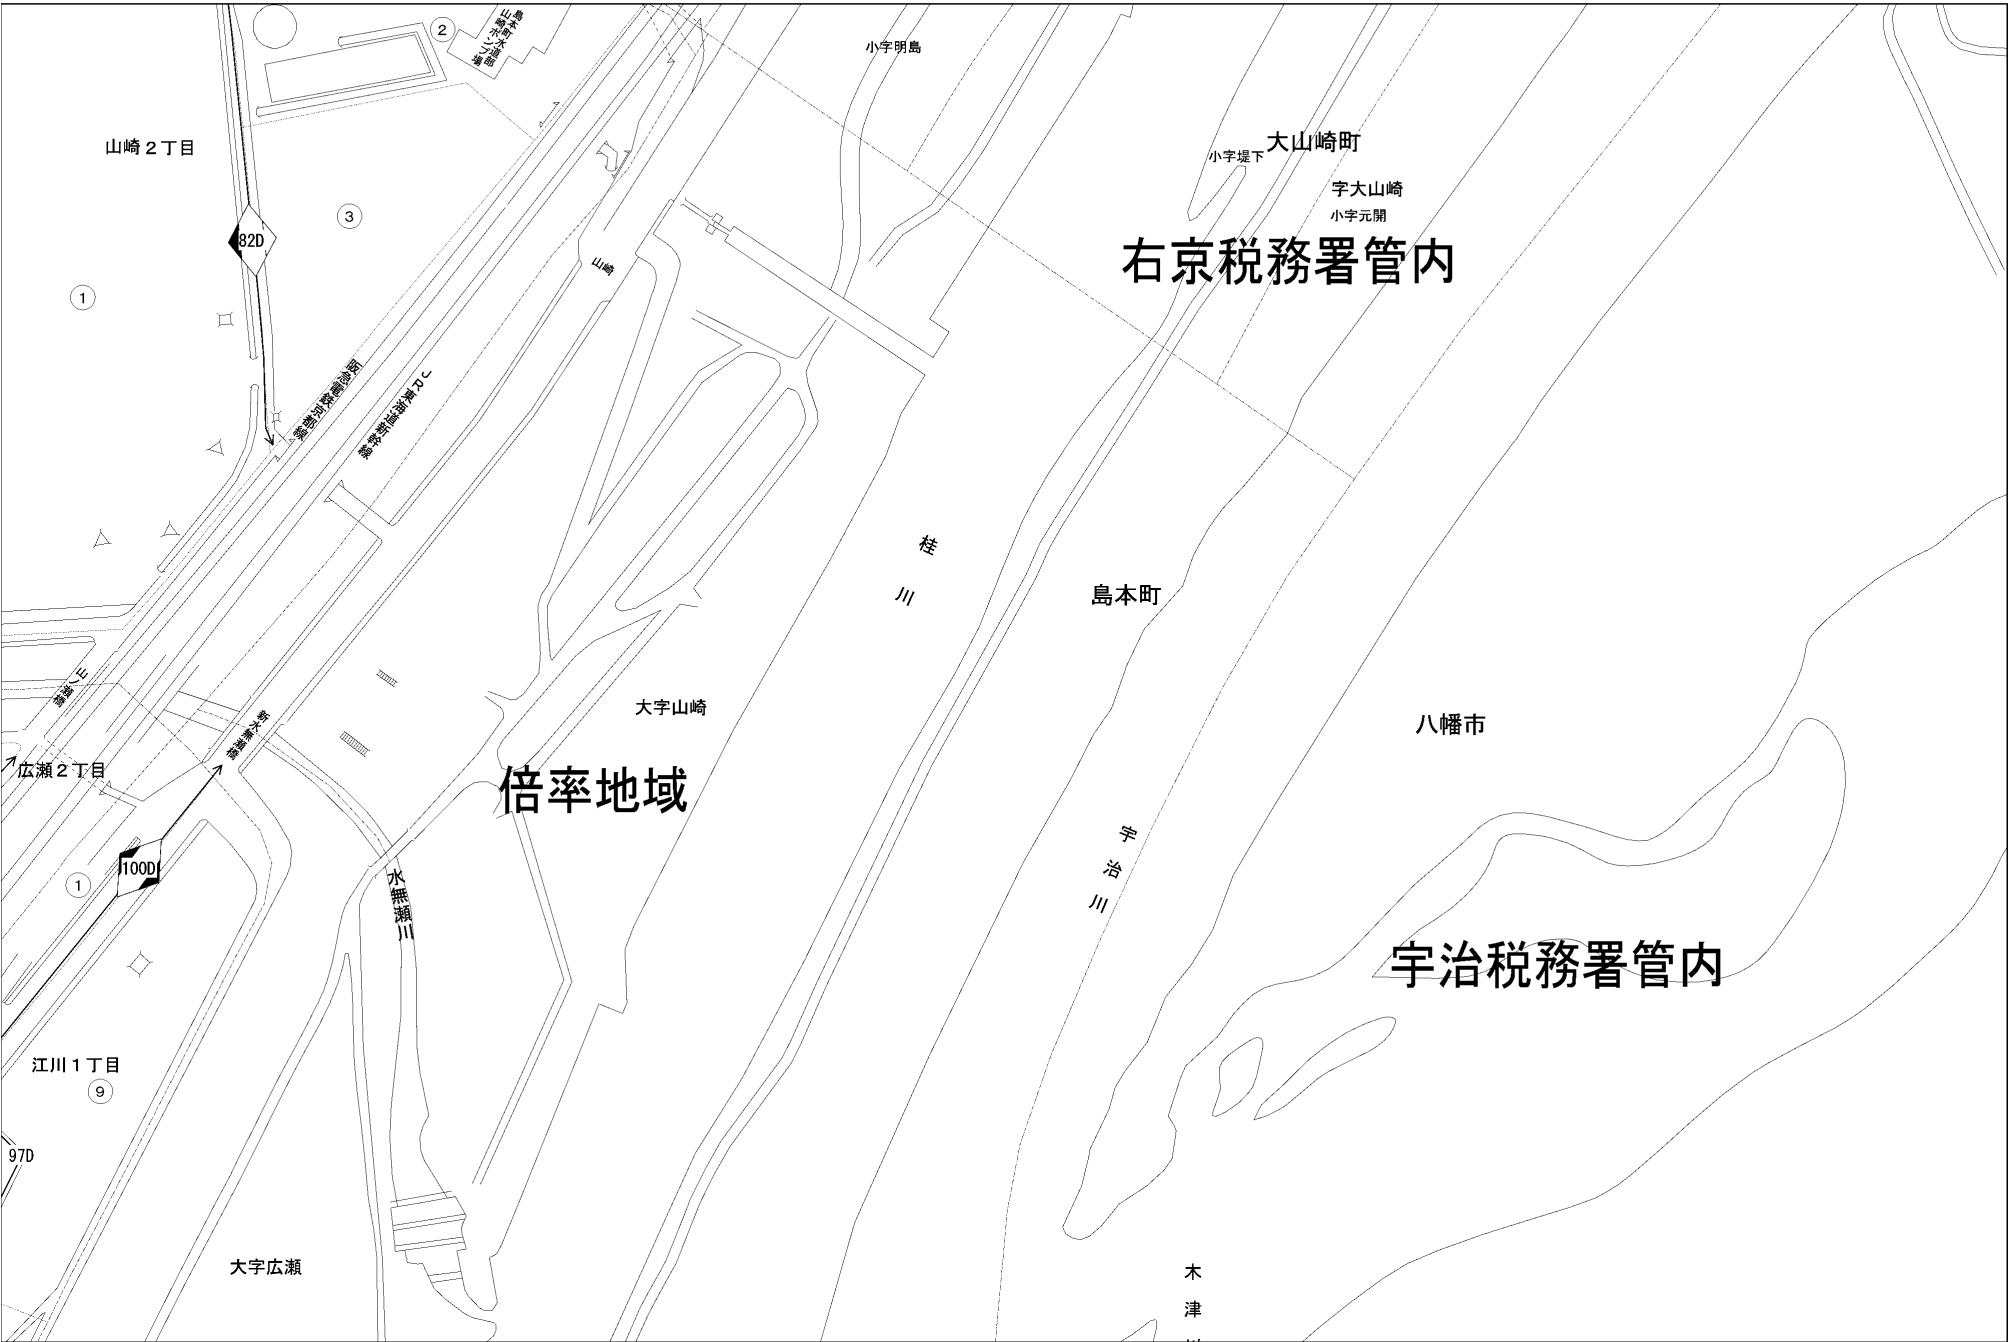 島本町水道部
山崎ポンプ場
②
小字明島
山崎２丁目
大山崎町
小字堤下
字大山崎
小字元開
③
82D
右京税務署管内
山崎
①
阪急電鉄京都線
ＪＲ東海道新幹線
桂川
島本町
山ノ瀬橋
新水無瀬橋
大字山崎
八幡市
広瀬２丁目
倍率地域
宇治川
100D
①
水無瀬川
宇治税務署管内
江川１丁目
⑨
97D
大字広瀬
木津